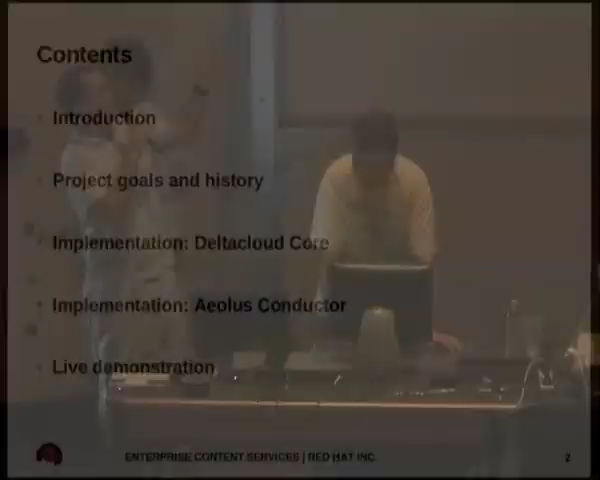 Contents
Introduction
Project goals and history
Implementation: Deltacloud Core
Implementation: Aeolus Conductor
Live demonstration
ENTERPRISE CONTENT SERVICES | RED HAT INC
2